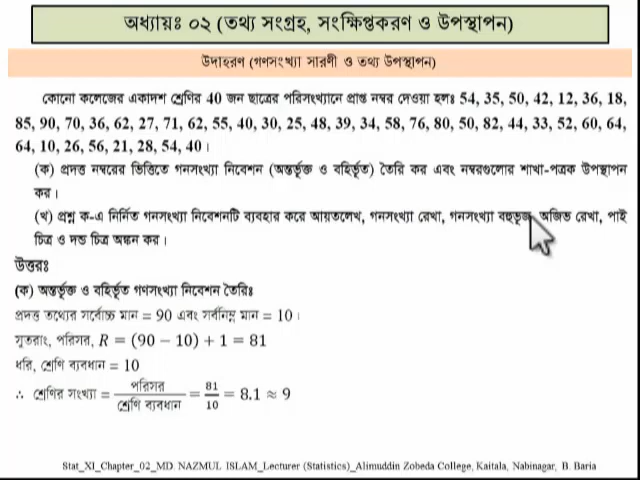 অধ্যায়ঃ ০২ (তথ্য সংগ্রহ, সংক্ষিপ্তকরণ ও উপস্থাপন)
উদাহরণ (গণসংখ্যা সারণী ও তথ্য উপস্থাপন)
কোনো কলেজের একাদশ শ্রেণির 40 জন ছাত্রের পরিসংখ্যানে প্রাপ্ত নম্বর দেওয়া হলঃ 54, 35, 50, 42, 12, 36, 18,
85, 90, 70, 36, 62, 27, 71, 62, 55, 40, 30, 25, 48, 39, 34, 58, 76, 80, 50, 82, 44, 33, 52, 60, 64,
64, 10, 26, 56, 21, 28, 54, 40।
(ক) প্রদত্ত নম্বরের ভিত্তিতে গনসংখ্যা নিবেশন (অন্তর্ভূক্ত ও বহির্ভূত) তৈরি কর এবং নম্বরগুলোর শাখা-পত্রক উপস্থাপন
কর।
(খ) প্রশ্ন ক-এ নির্নিত গনসংখ্যা নিবেশনটি ব্যবহার করে আয়তলেখ, গনসংখ্যা রেখা, গনসংখ্যা বহুভূজ, অজিভ রেখা, পাই
চিত্র ও দন্ড চিত্র অঙ্কন কর।
উত্তরঃ
(ক) অন্তর্ভূক্ত ও বহির্ভূত গণসংখ্যা নিবেশন তৈরিঃ
প্রদত্ত তথ্যের সর্বোচ্চ মান = 90 এবং সর্বনিম্ন মান = 10।
সুতরাং, পরিসর, R = (90 − 10) + 1 = 81
ধরি, শ্রেণি ব্যবধান = 10
∴ শ্রেণির সংখ্যা = পরিসর/শ্রেণি ব্যবধান = 81/10 = 8.1 ≈ 9
Stat_XI_Chapter_02_MD. NAZMUL ISLAM_Lecturer (Statistics)_Alimuddin Zobeda College, Kaitala, Nabinagar, B. Baria